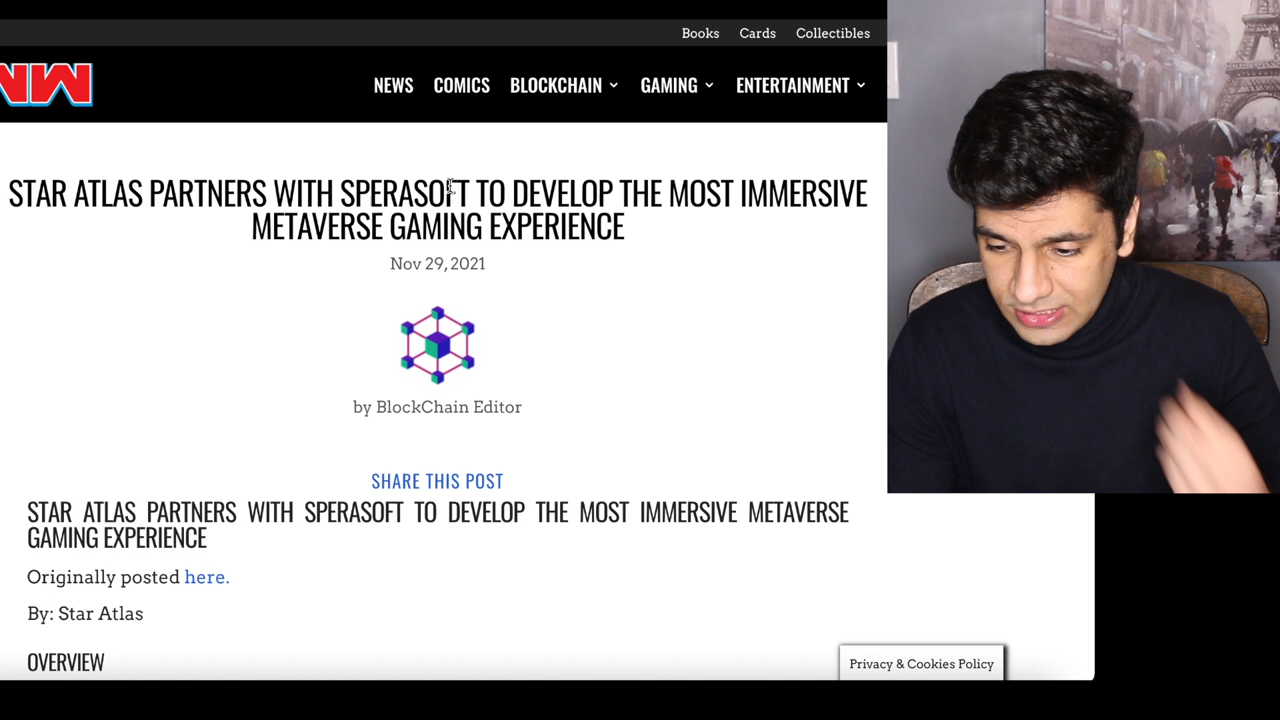 Books Cards Collectibles
NEWS COMICS BLOCKCHAIN GAMING ENTERTAINMENT
STAR ATLAS PARTNERS WITH SPERASOFT TO DEVELOP THE MOST IMMERSIVE
METAVERSE GAMING EXPERIENCE
Nov 29, 2021
by BlockChain Editor
SHARE THIS POST
STAR ATLAS PARTNERS WITH SPERASOFT TO DEVELOP THE MOST IMMERSIVE METAVERSE
GAMING EXPERIENCE
Originally posted here.
By: Star Atlas
OVERVIEW
Privacy & Cookies Policy